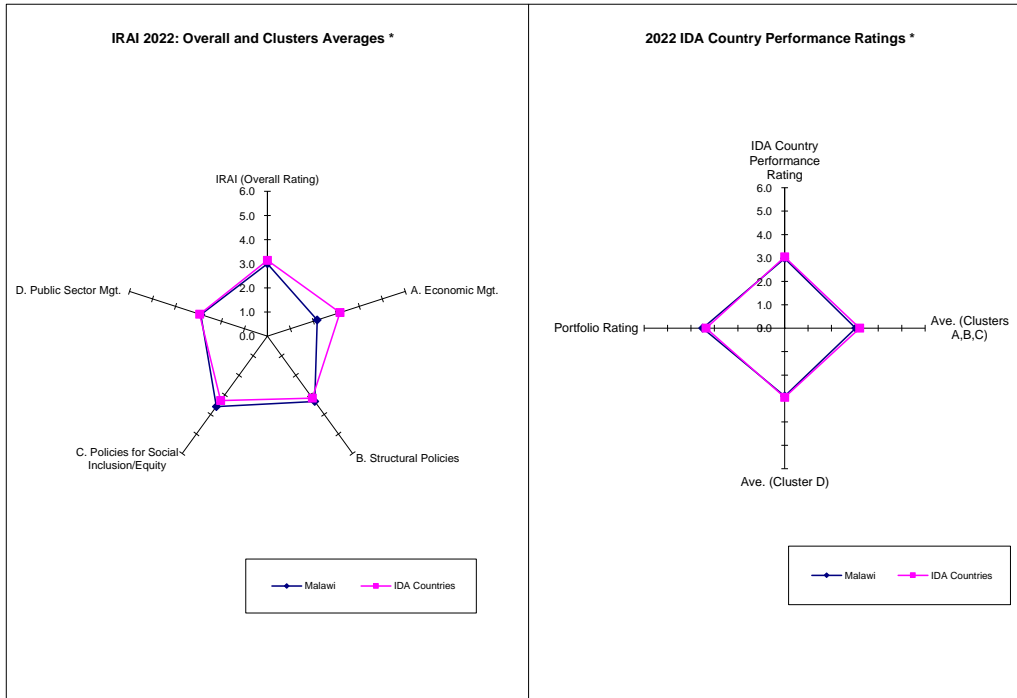 IRAI 2022: Overall and Clusters Averages *
IRAI (Overall Rating)
6.0
5.0
4.0
3.0
2.0
1.0
0.0
A. Economic Mgt.
B. Structural Policies
C. Policies for Social
Inclusion/Equity
D. Public Sector Mgt.
Malawi
IDA Countries
2022 IDA Country Performance Ratings *
IDA Country
Performance
Rating
6.0
5.0
4.0
3.0
2.0
1.0
0.0
Ave. (Clusters
A,B,C)
Ave. (Cluster D)
Portfolio Rating
Malawi
IDA Countries